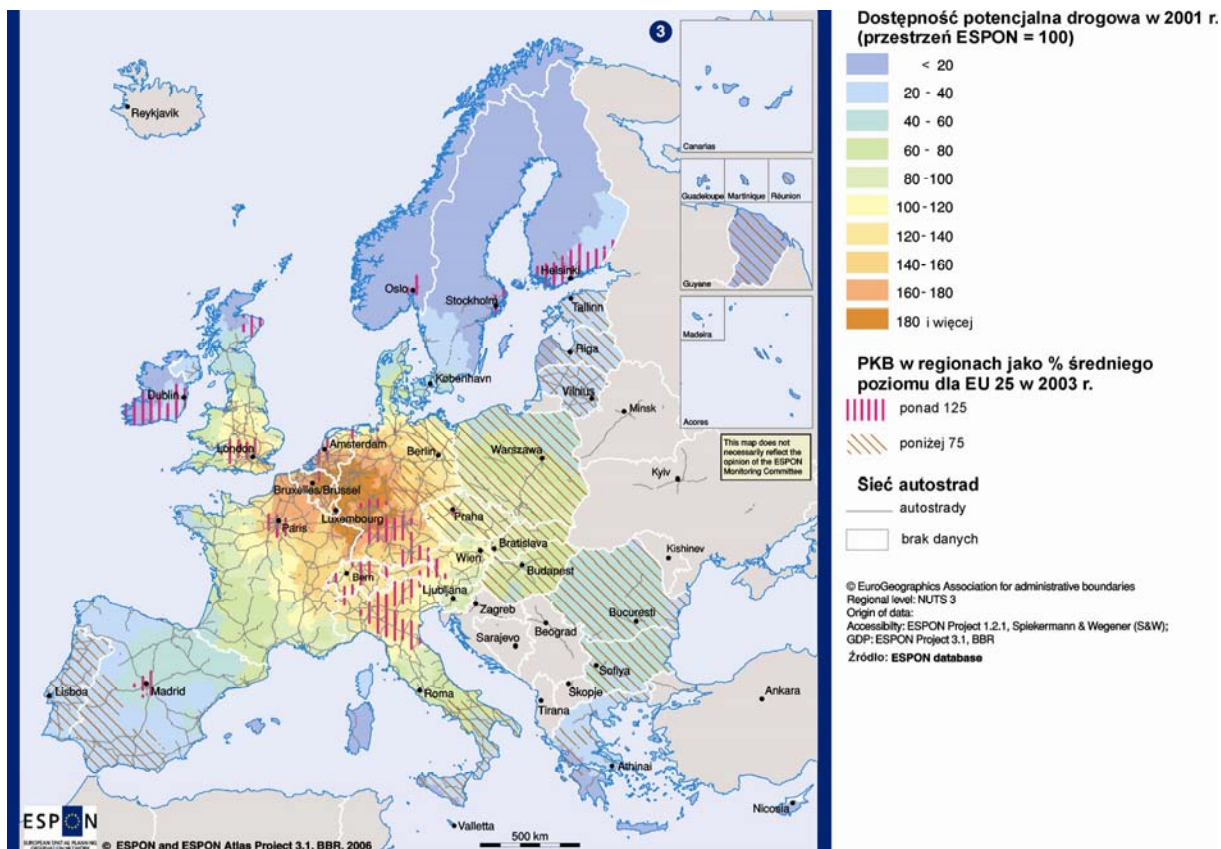 3
Reykjavik
Canarias
Guadeloupe
Martinique
Réunion
Guyane
Madeira
Acores
Oslo
Stockholm
Helsinki
Tallinn
Riga
Vilnius
Minsk
København
Dublin
London
Amsterdam
Berlin
Warszawa
This map does not
necessarily reflect the
opinion of the ESPON
Monitoring Committee
Kyiv
Bruxelles/Brussel
Luxembourg
Praha
Paris
Wien
Bratislava
Kishinev
Bern
Budapest
Ljubljana
Zagreb
Bucuresti
Beograd
Sarajevo
Sofiya
Skopje
Roma
Tirana
Ankara
Madrid
Lisboa
Athinai
Nicosia
Valletta
500 km
ESPON
EUROPEAN SPATIAL PLANNING
OBSERVATION NETWORK
© ESPON and ESPON Atlas Project 3.1, BBR, 2006
Dostępność potencjalna drogowa w 2001 r.
(przestrzeń ESPON = 100)
< 20
20 - 40
40 - 60
60 - 80
80 - 100
100 - 120
120 - 140
140 - 160
160 - 180
180 i więcej
PKB w regionach jako % średniego
poziomu dla EU 25 w 2003 r.
ponad 125
poniżej 75
Sieć autostrad
autostrady
brak danych
© EuroGeographics Association for administrative boundaries
Regional level: NUTS 3
Origin of data:
Accessibilty: ESPON Project 1.2.1, Spiekermann & Wegener (S&W);
GDP: ESPON Project 3.1, BBR
Źródło: ESPON database